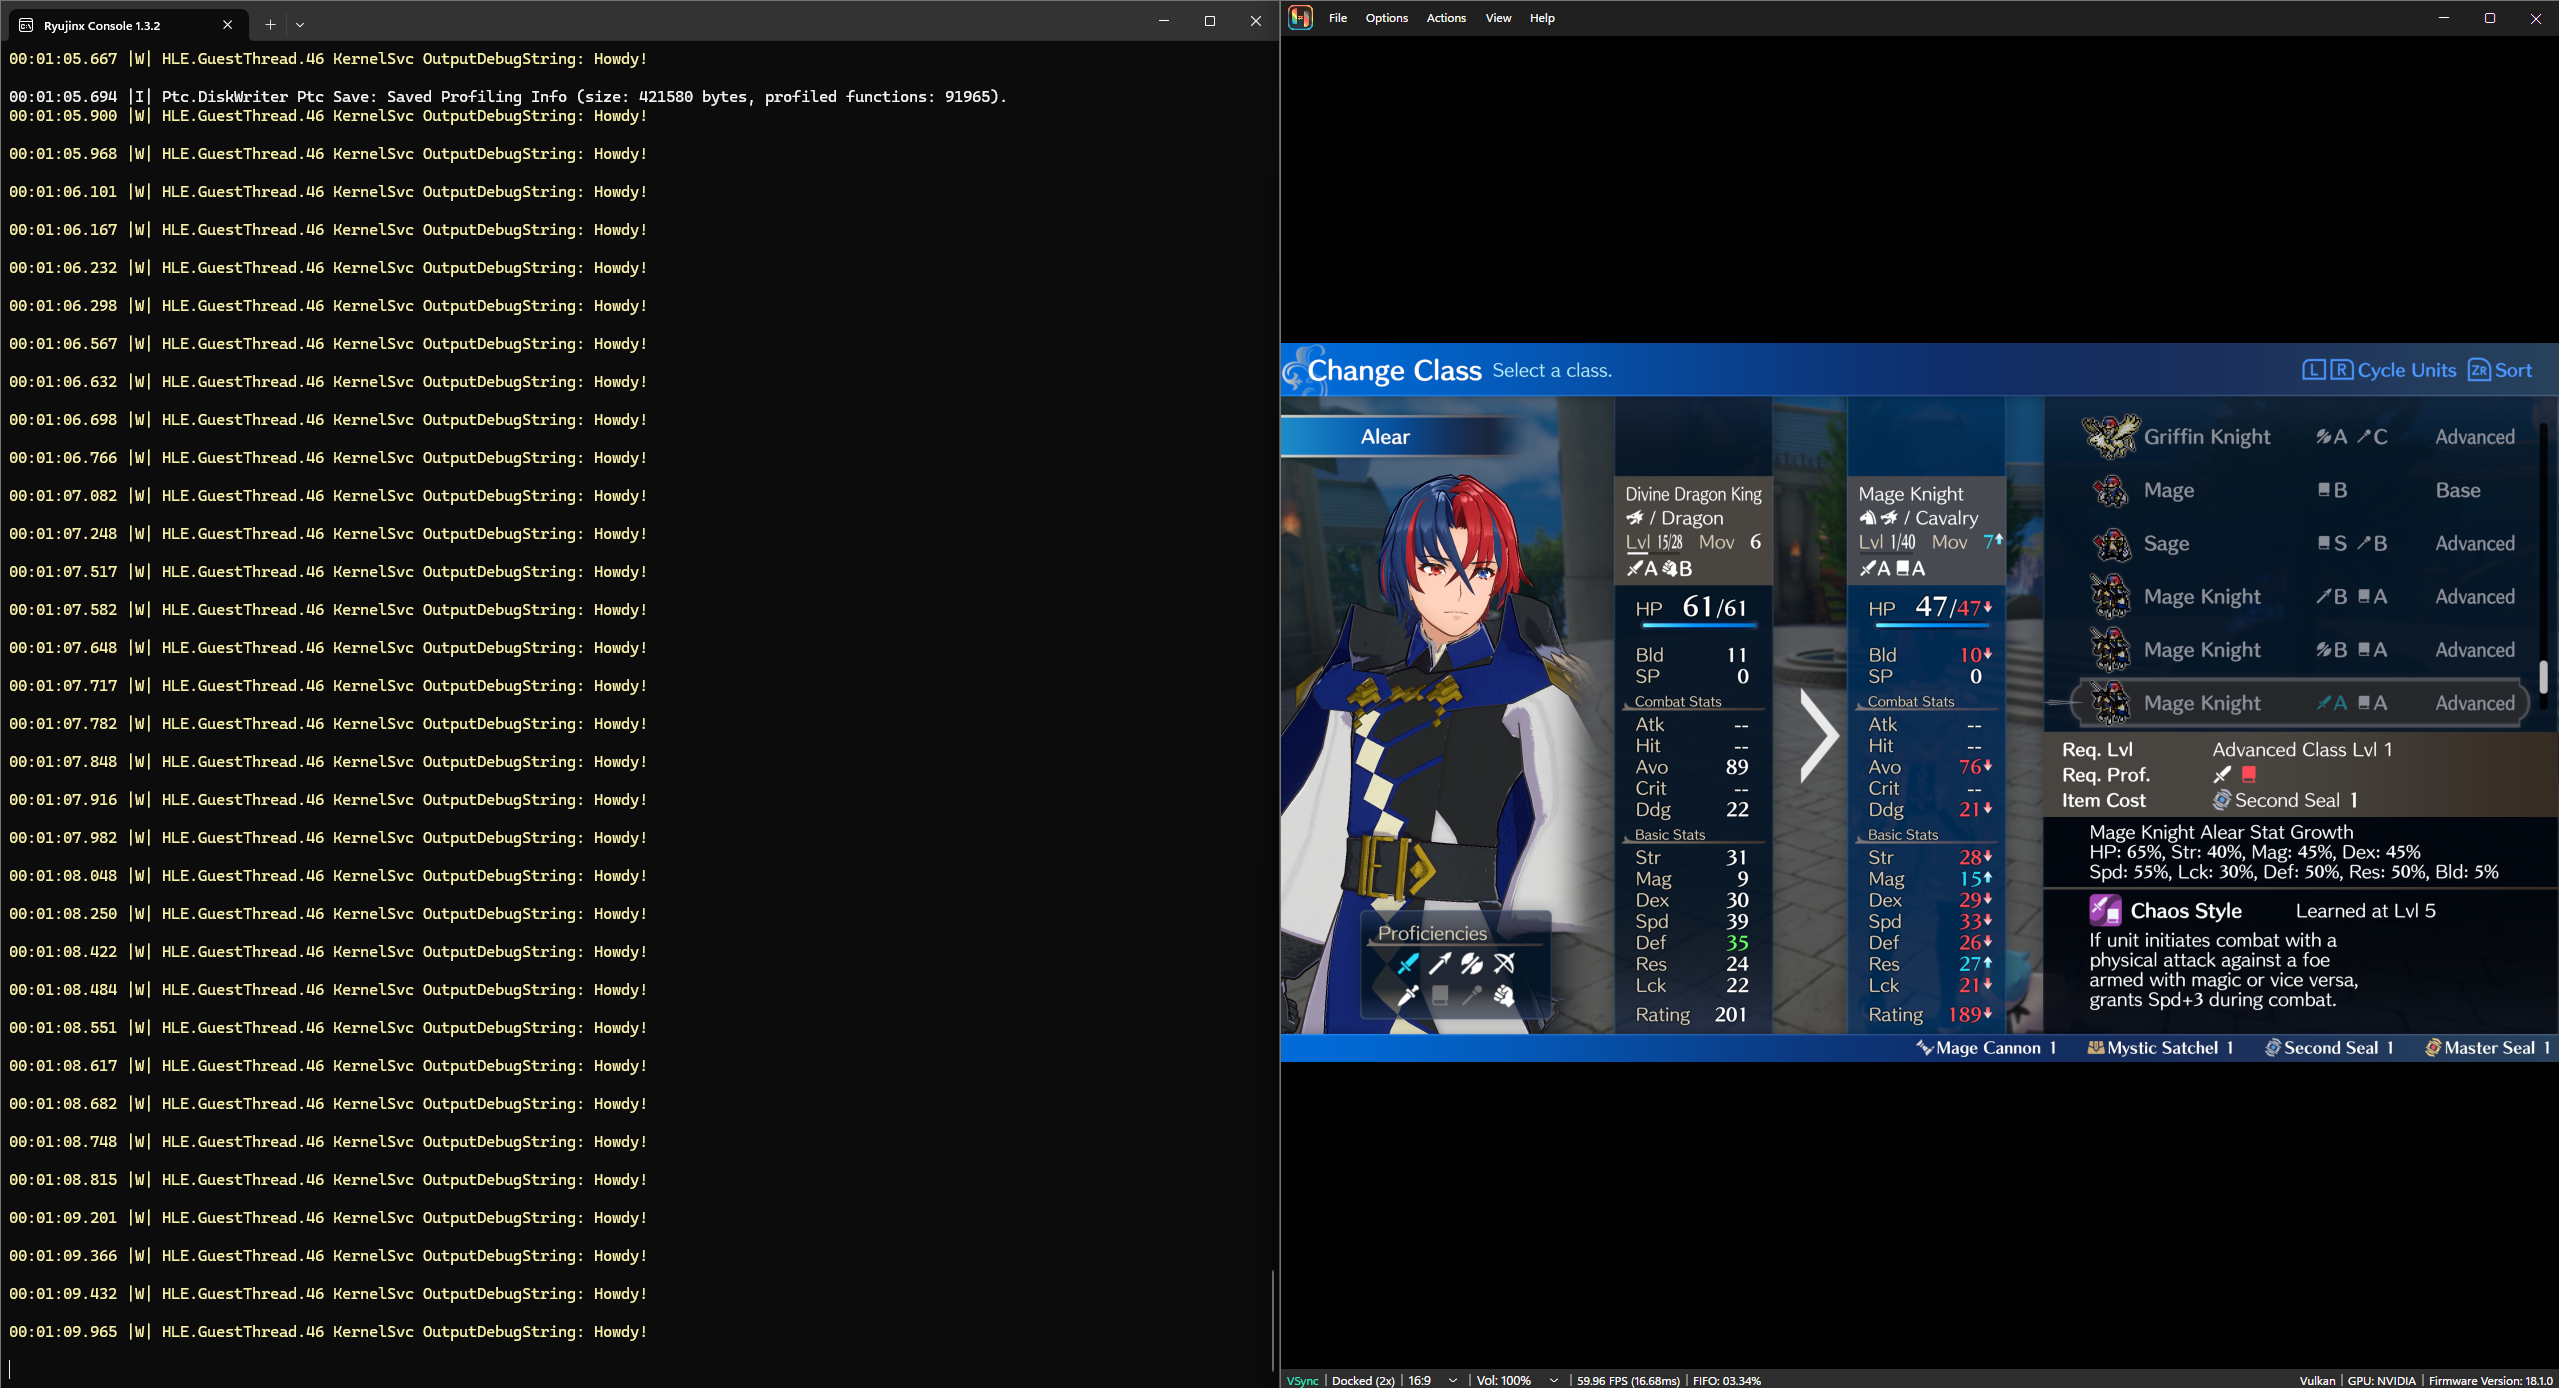 Ryujinx Console 1.3.2
00:01:05.667 |W| HLE.GuestThread.46 KernelSvc OutputDebugString: Howdy!
00:01:05.694 |I| Ptc.DiskWriter Ptc Save: Saved Profiling Info (size: 421580 bytes, profiled functions: 91965).
00:01:05.900 |W| HLE.GuestThread.46 KernelSvc OutputDebugString: Howdy!
00:01:05.968 |W| HLE.GuestThread.46 KernelSvc OutputDebugString: Howdy!
00:01:06.101 |W| HLE.GuestThread.46 KernelSvc OutputDebugString: Howdy!
00:01:06.167 |W| HLE.GuestThread.46 KernelSvc OutputDebugString: Howdy!
00:01:06.232 |W| HLE.GuestThread.46 KernelSvc OutputDebugString: Howdy!
00:01:06.298 |W| HLE.GuestThread.46 KernelSvc OutputDebugString: Howdy!
00:01:06.567 |W| HLE.GuestThread.46 KernelSvc OutputDebugString: Howdy!
00:01:06.632 |W| HLE.GuestThread.46 KernelSvc OutputDebugString: Howdy!
00:01:06.698 |W| HLE.GuestThread.46 KernelSvc OutputDebugString: Howdy!
00:01:06.766 |W| HLE.GuestThread.46 KernelSvc OutputDebugString: Howdy!
00:01:07.082 |W| HLE.GuestThread.46 KernelSvc OutputDebugString: Howdy!
00:01:07.248 |W| HLE.GuestThread.46 KernelSvc OutputDebugString: Howdy!
00:01:07.517 |W| HLE.GuestThread.46 KernelSvc OutputDebugString: Howdy!
00:01:07.582 |W| HLE.GuestThread.46 KernelSvc OutputDebugString: Howdy!
00:01:07.648 |W| HLE.GuestThread.46 KernelSvc OutputDebugString: Howdy!
00:01:07.717 |W| HLE.GuestThread.46 KernelSvc OutputDebugString: Howdy!
00:01:07.782 |W| HLE.GuestThread.46 KernelSvc OutputDebugString: Howdy!
00:01:07.848 |W| HLE.GuestThread.46 KernelSvc OutputDebugString: Howdy!
00:01:07.916 |W| HLE.GuestThread.46 KernelSvc OutputDebugString: Howdy!
00:01:07.982 |W| HLE.GuestThread.46 KernelSvc OutputDebugString: Howdy!
00:01:08.048 |W| HLE.GuestThread.46 KernelSvc OutputDebugString: Howdy!
00:01:08.250 |W| HLE.GuestThread.46 KernelSvc OutputDebugString: Howdy!
00:01:08.422 |W| HLE.GuestThread.46 KernelSvc OutputDebugString: Howdy!
00:01:08.484 |W| HLE.GuestThread.46 KernelSvc OutputDebugString: Howdy!
00:01:08.551 |W| HLE.GuestThread.46 KernelSvc OutputDebugString: Howdy!
00:01:08.617 |W| HLE.GuestThread.46 KernelSvc OutputDebugString: Howdy!
00:01:08.682 |W| HLE.GuestThread.46 KernelSvc OutputDebugString: Howdy!
00:01:08.748 |W| HLE.GuestThread.46 KernelSvc OutputDebugString: Howdy!
00:01:08.815 |W| HLE.GuestThread.46 KernelSvc OutputDebugString: Howdy!
00:01:09.201 |W| HLE.GuestThread.46 KernelSvc OutputDebugString: Howdy!
00:01:09.366 |W| HLE.GuestThread.46 KernelSvc OutputDebugString: Howdy!
00:01:09.432 |W| HLE.GuestThread.46 KernelSvc OutputDebugString: Howdy!
00:01:09.965 |W| HLE.GuestThread.46 KernelSvc OutputDebugString: Howdy!
File Options Actions View Help
Change Class Select a class. L R Cycle Units ZR Sort
Alear
Divine Dragon King
/ Dragon
Lvl 15/28 Mov 6
A B
HP 61/61
Bld 11
SP 0
Combat Stats
Atk --
Hit --
Avo 89
Crit --
Ddg 22
Basic Stats
Str 31
Mag 9
Dex 30
Spd 39
Def 35
Res 24
Lck 22
Rating 201
Proficiencies
Mage Knight
/ Cavalry
Lvl 1/40 Mov 7
A A
HP 47/47
Bld 10
SP 0
Combat Stats
Atk --
Hit --
Avo 76
Crit --
Ddg 21
Basic Stats
Str 28
Mag 15
Dex 29
Spd 33
Def 26
Res 27
Lck 21
Rating 189
Griffin Knight A C Advanced
Mage B Base
Sage S B Advanced
Mage Knight B A Advanced
Mage Knight B A Advanced
Mage Knight A A Advanced
Req. Lvl Advanced Class Lvl 1
Req. Prof.
Item Cost Second Seal 1
Mage Knight Alear Stat Growth
HP: 65%, Str: 40%, Mag: 45%, Dex: 45%
Spd: 55%, Lck: 30%, Def: 50%, Res: 50%, Bld: 5%
Chaos Style Learned at Lvl 5
If unit initiates combat with a
physical attack against a foe
armed with magic or vice versa,
grants Spd+3 during combat.
Mage Cannon 1 Mystic Satchel 1 Second Seal 1 Master Seal 1
VSync | Docked (2x) | 16:9 | Vol: 100% | 59.96 FPS (16.68ms) | FIFO: 03.34% Vulkan | GPU: NVIDIA | Firmware Version: 18.1.0